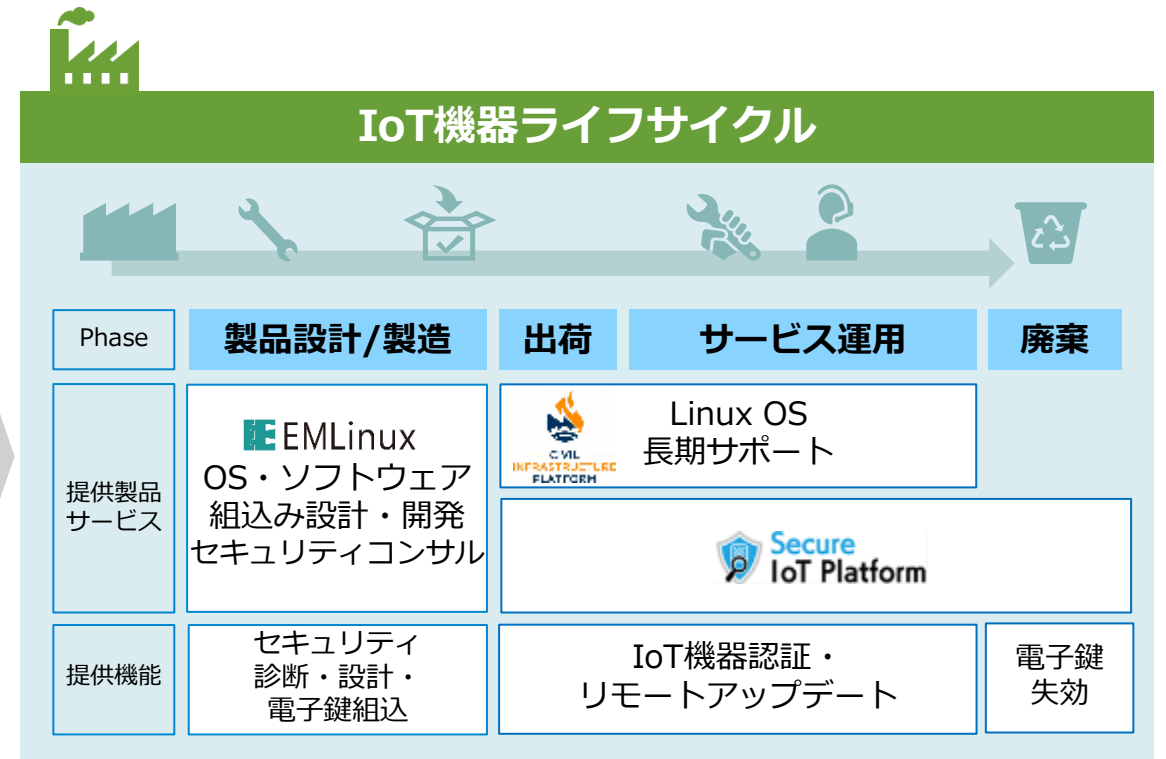 IoT機器ライフサイクル
Phase
製品設計/製造
出荷
サービス運用
廃棄
提供製品
サービス
EMLinux
OS・ソフトウェア
組込み設計・開発
セキュリティコンサル
CIVIL
INFRASTRUCTURE
PLATFORM
Linux OS
長期サポート
Secure
IoT Platform
提供機能
セキュリティ
診断・設計・
電子鍵組込
IoT機器認証・
リモートアップデート
電子鍵
失効